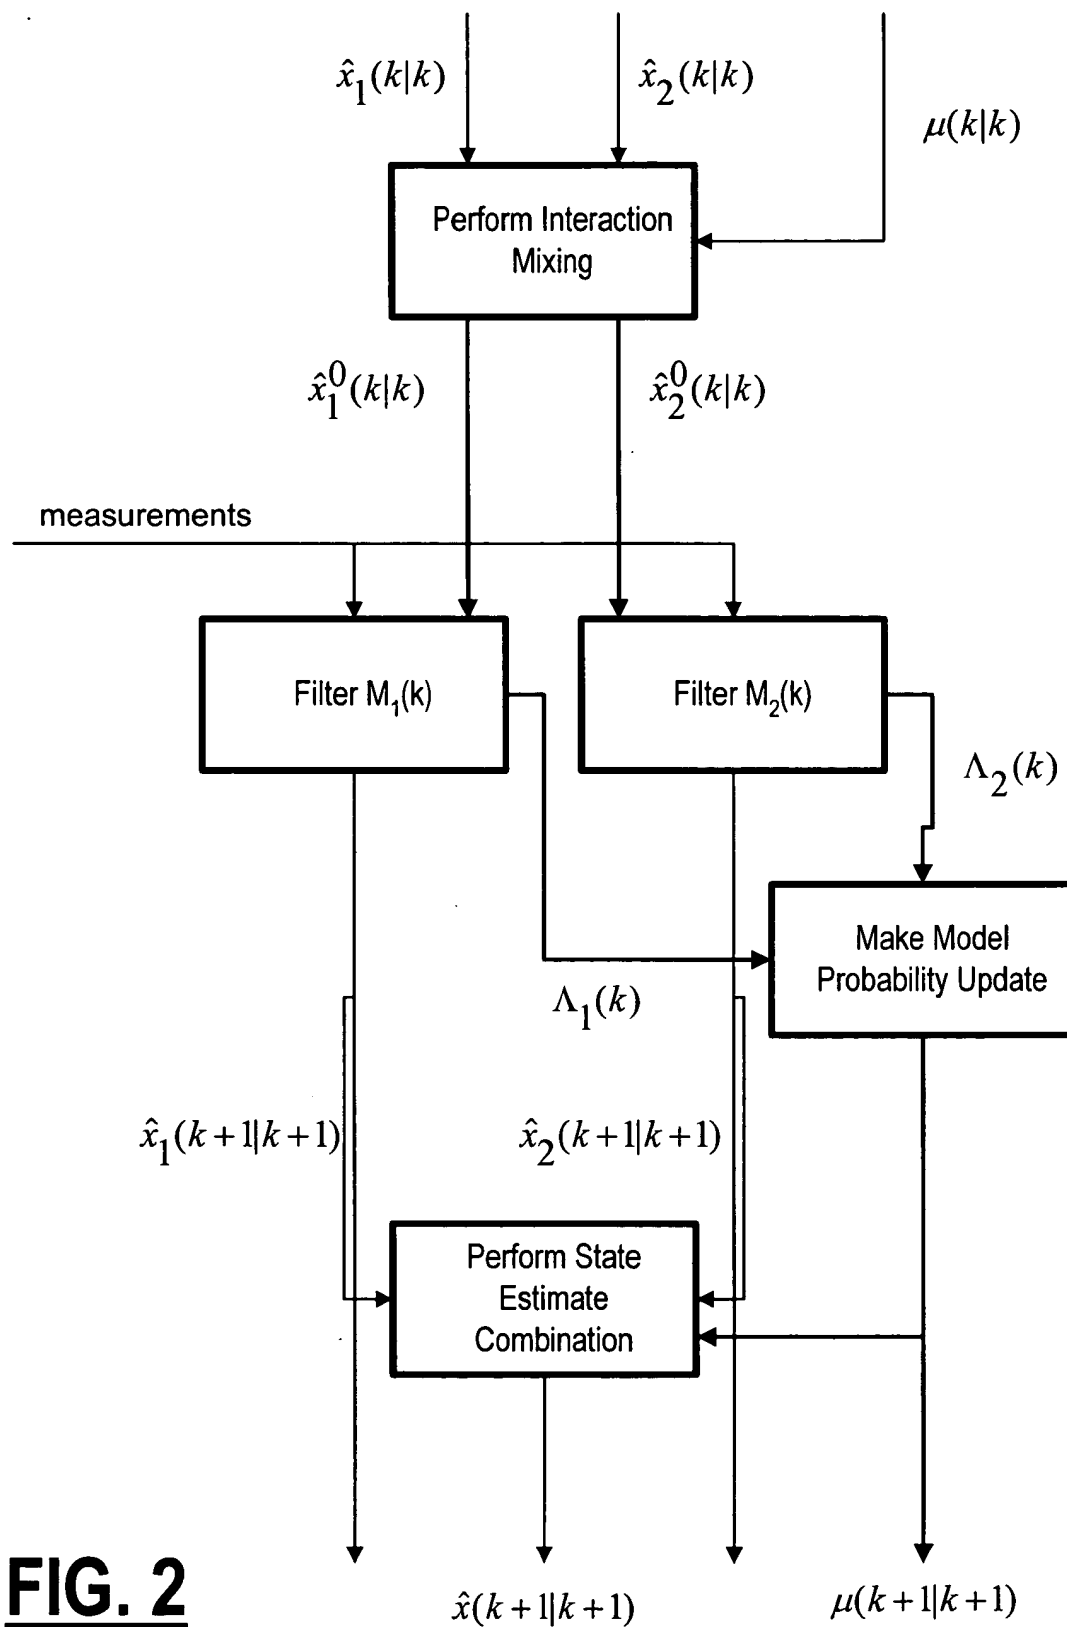 x̂₁(k|k)
x̂₂(k|k)
μ(k|k)
Perform Interaction
Mixing
x̂₁⁰(k|k)
x̂₂⁰(k|k)
measurements
Filter M₁(k)
Filter M₂(k)
Λ₂(k)
Make Model
Probability Update
Λ₁(k)
x̂₁(k+1|k+1)
x̂₂(k+1|k+1)
Perform State
Estimate
Combination
FIG. 2
x̂(k+1|k+1)
μ(k+1|k+1)